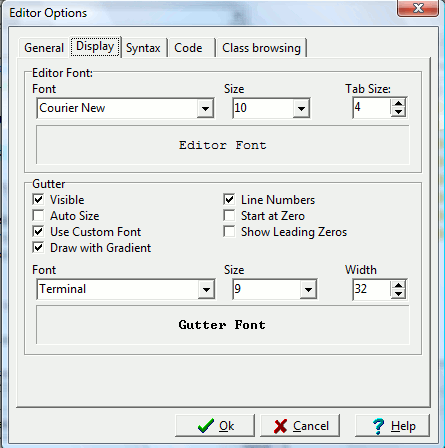 Editor Options
General Display Syntax Code Class browsing
Editor Font:
Font Size Tab Size:
Courier New 10 4
Editor Font
Gutter
Visible Line Numbers
Auto Size Start at Zero
Use Custom Font Show Leading Zeros
Draw with Gradient
Font Size Width
Terminal 9 32
Gutter Font
Ok Cancel ? Help